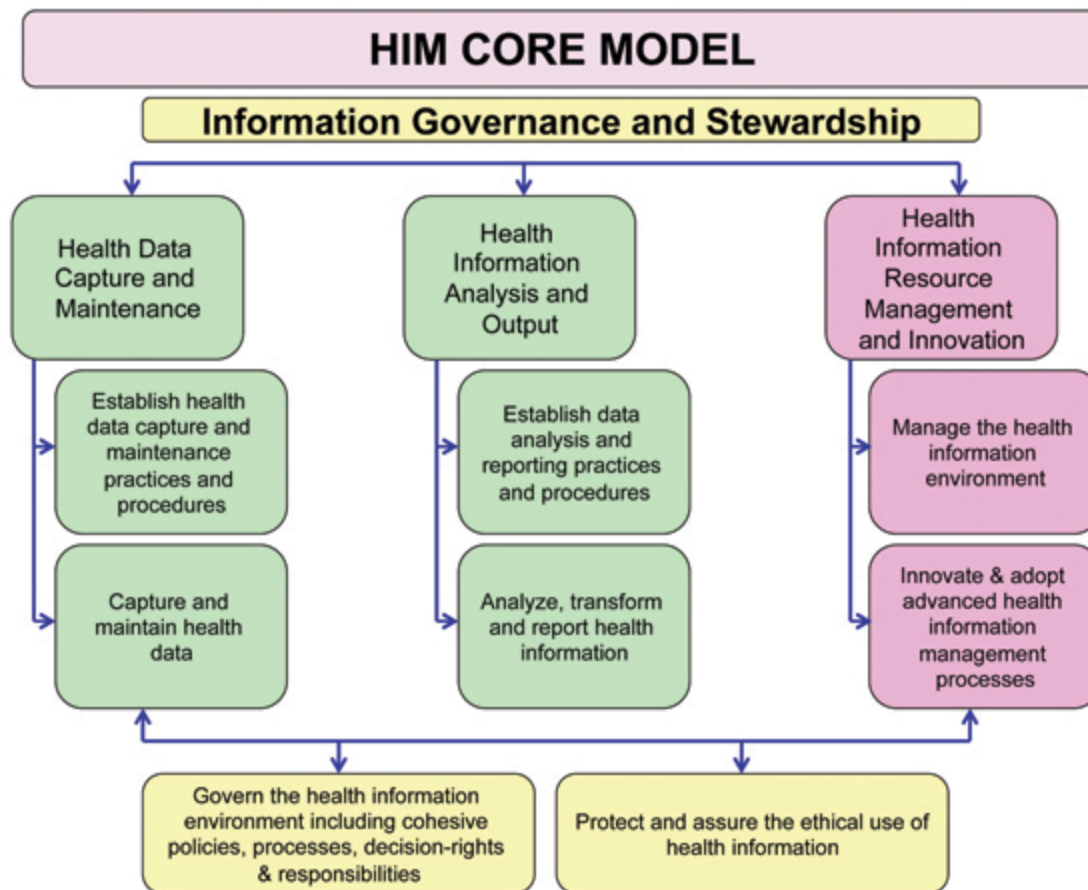 HIM CORE MODEL
Information Governance and Stewardship
Health Data
Capture and
Maintenance
Health
Information
Analysis and
Output
Health
Information
Resource
Management
and Innovation
Establish health
data capture and
maintenance
practices and
procedures
Establish data
analysis and
reporting practices
and procedures
Manage the health
information
environment
Capture and
maintain health
data
Analyze, transform
and report health
information
Innovate & adopt
advanced health
information
management
processes
Govern the health information
environment including cohesive
policies, processes, decision-rights
& responsibilities
Protect and assure the ethical use of
health information